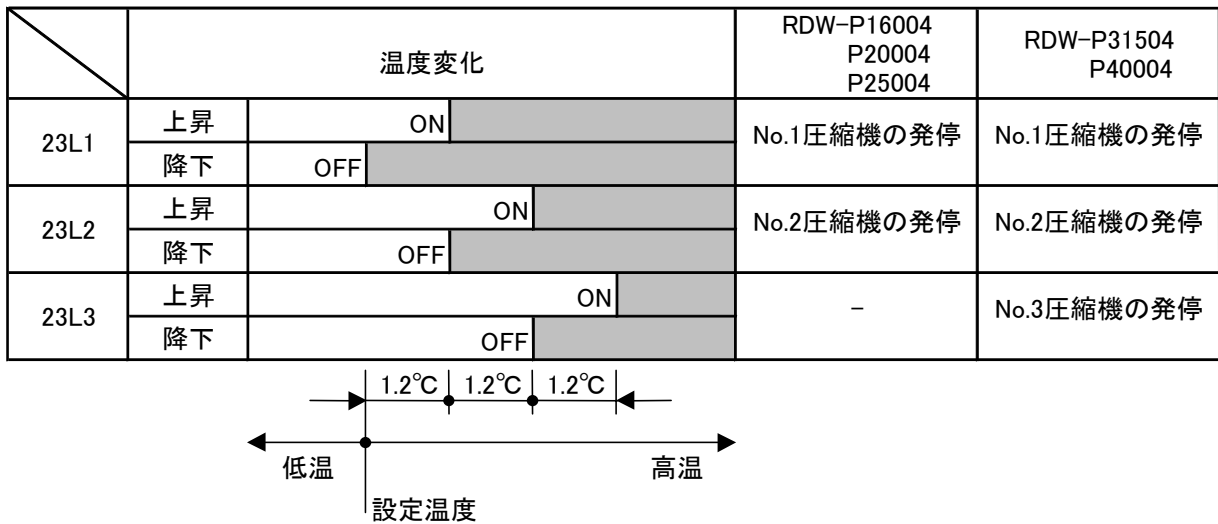 温度変化
RDW-P16004
P20004
P25004
RDW-P31504
P40004
23L1
上昇
ON
No.1圧縮機の発停
No.1圧縮機の発停
降下
OFF
23L2
上昇
ON
No.2圧縮機の発停
No.2圧縮機の発停
降下
OFF
23L3
上昇
ON
-
No.3圧縮機の発停
降下
OFF
1.2℃
1.2℃
1.2℃
低温
高温
設定温度